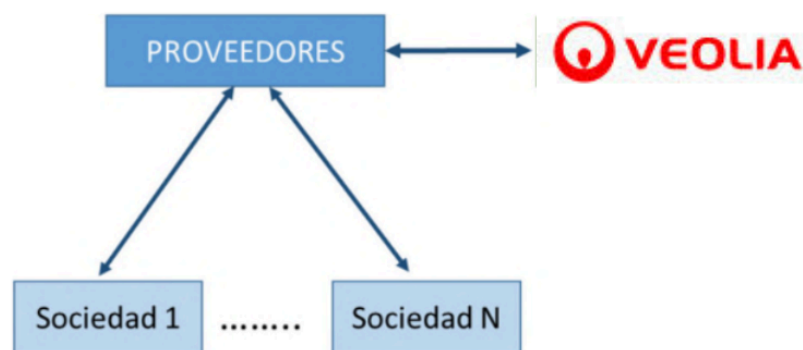 PROVEEDORES
VEOLIA
Sociedad 1 ........ Sociedad N